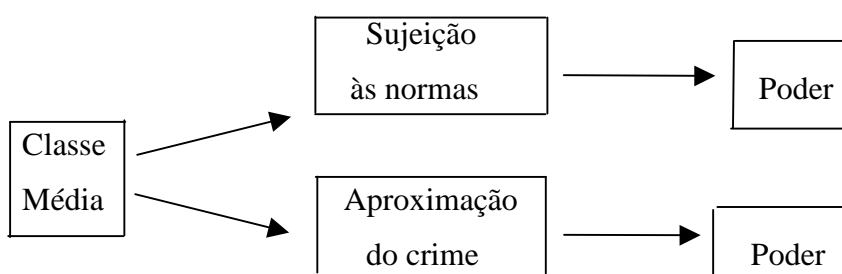 Sujeição
às normas
Poder
Classe
Média
Aproximação
do crime
Poder